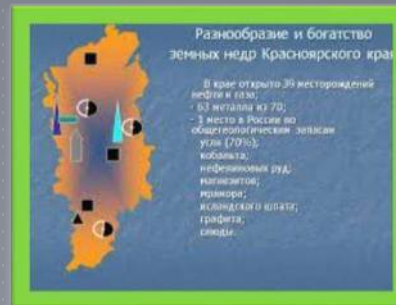 Разнообразие и богатство
земных недр Красноярского края
В крае открыто 39 месторождений
нефти и газа;
- 63 металла из 70;
- 1 место в России по
общегеологическим запасам
угля (70%);
кобальта;
нефелиновых руд;
магнезитов;
мрамора;
исландского шпата;
графита;
слюды.